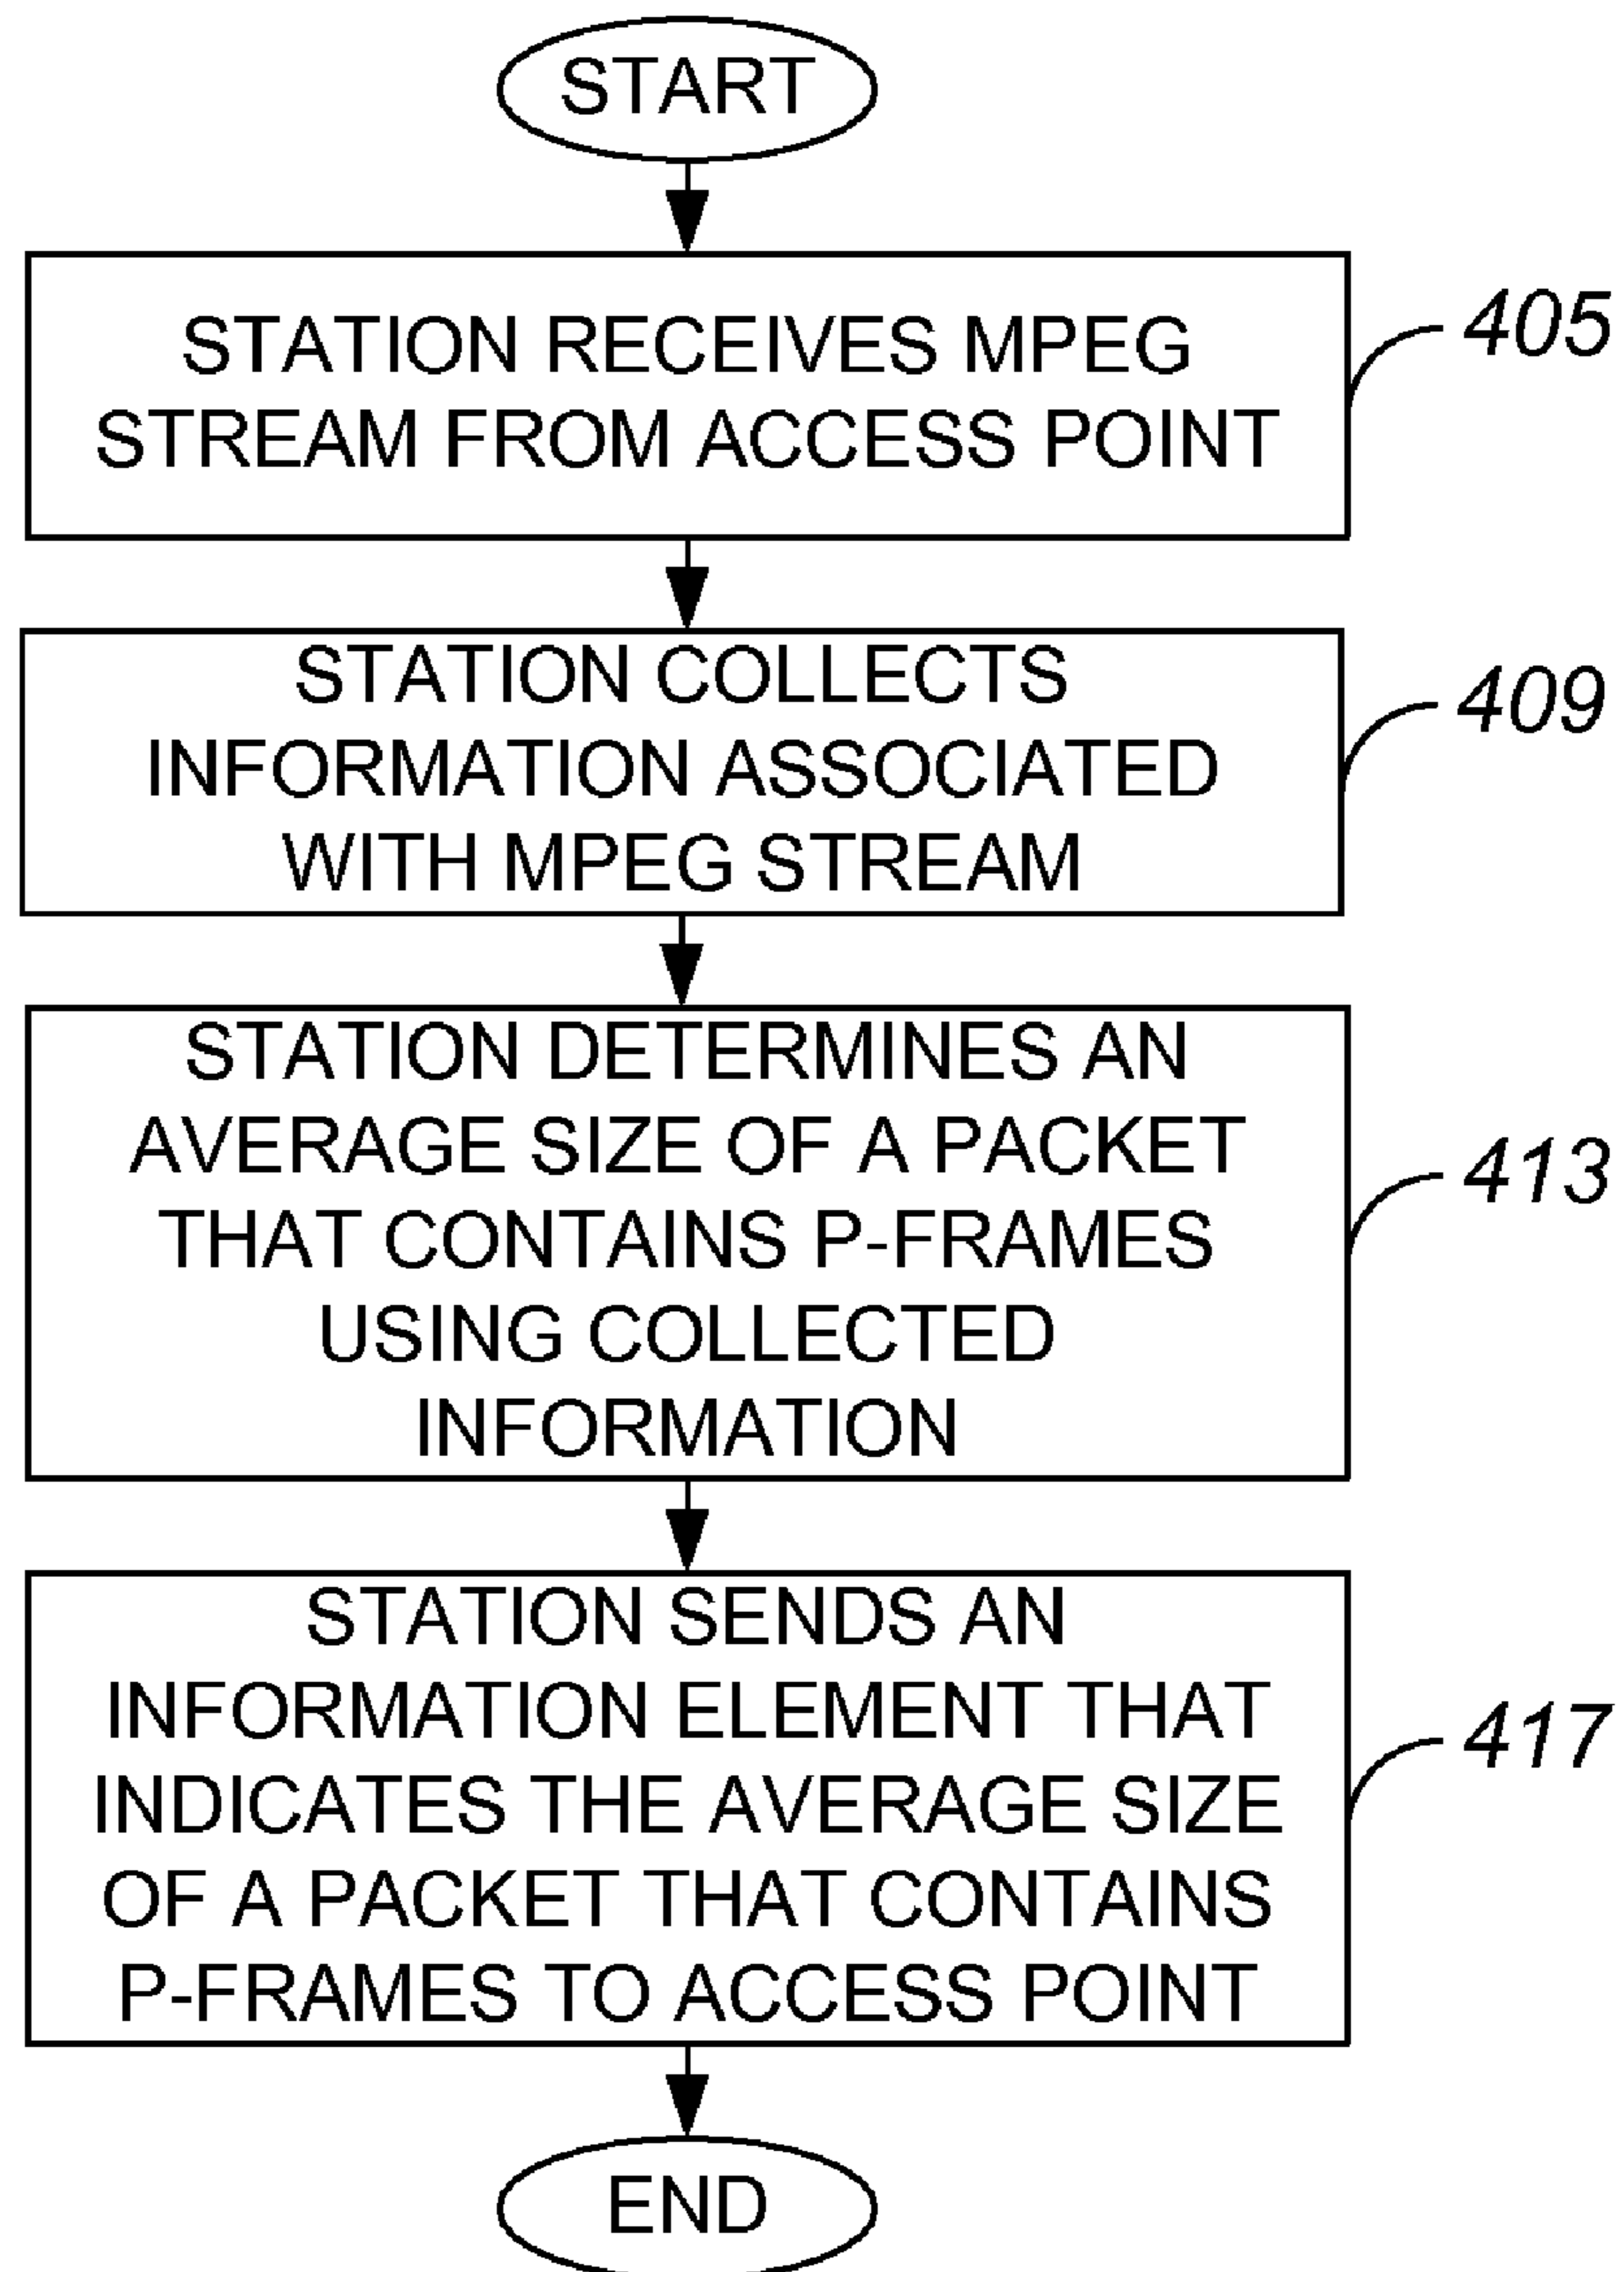 START
STATION RECEIVES MPEG
STREAM FROM ACCESS POINT
405
STATION COLLECTS
INFORMATION ASSOCIATED
WITH MPEG STREAM
409
STATION DETERMINES AN
AVERAGE SIZE OF A PACKET
THAT CONTAINS P-FRAMES
USING COLLECTED
INFORMATION
413
STATION SENDS AN
INFORMATION ELEMENT THAT
INDICATES THE AVERAGE SIZE
OF A PACKET THAT CONTAINS
P-FRAMES TO ACCESS POINT
417
END